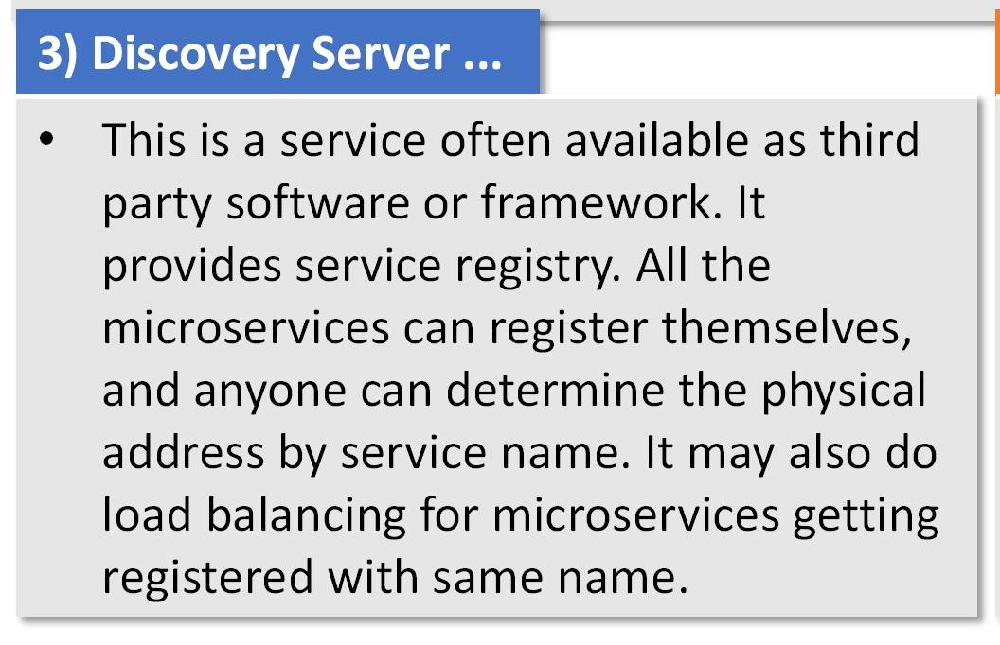 3) Discovery Server ...
• This is a service often available as third
party software or framework. It
provides service registry. All the
microservices can register themselves,
and anyone can determine the physical
address by service name. It may also do
load balancing for microservices getting
registered with same name.